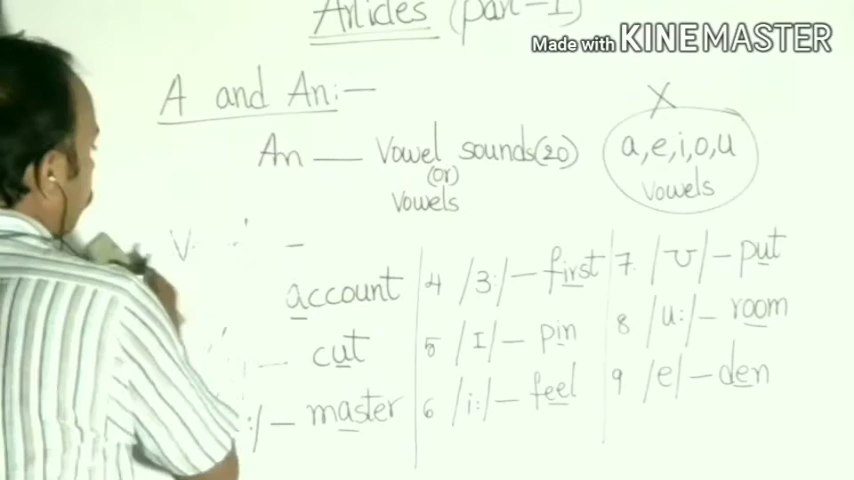 Articles (part-I)
Made with KINEMASTER
A and An:—
X
An — Vowel sounds(20)
(or)
vowels
a, e, i, o, u
vowels
V
account
cut
:/ — master
4 /3:/ — first
5 /I/ — pin
6 /i:/ — feel
7 /ʊ/ — put
8 /u:/ — room
9 /e/ — den